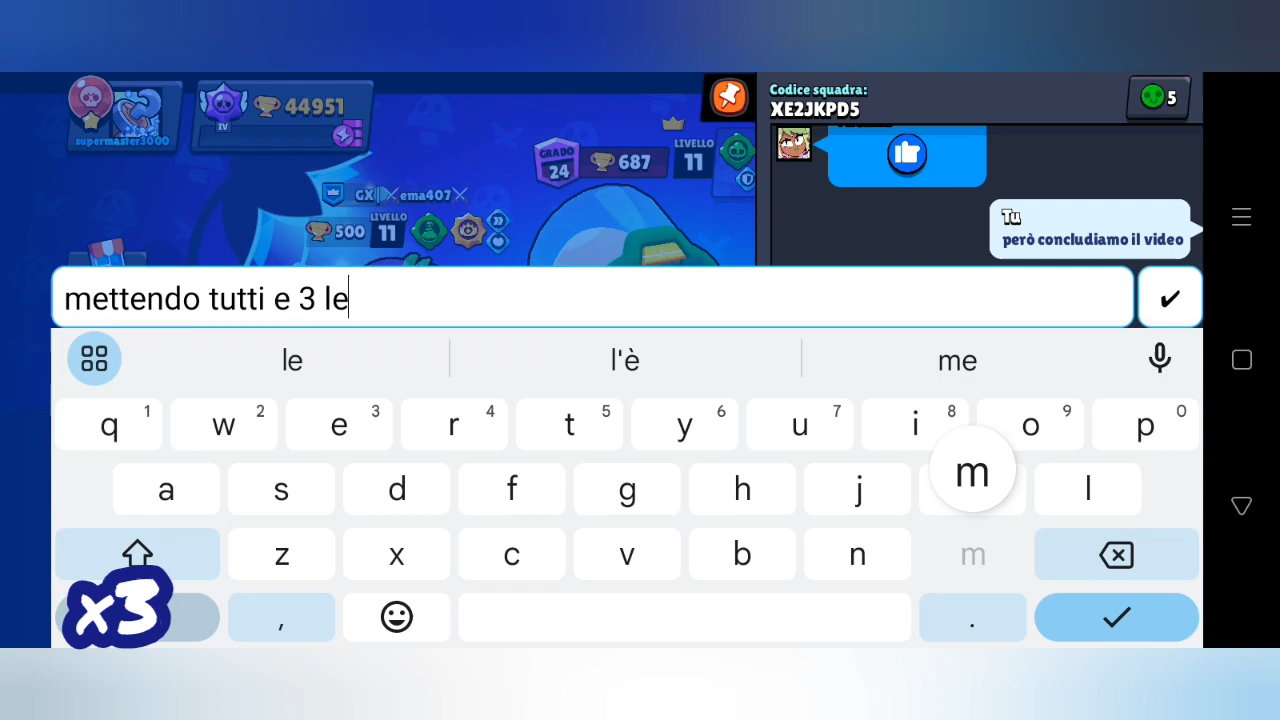 44951
IV
supermaster3000
GRADO
24
687
LIVELLO
11
GX||⚔ema407⚔
500
LIVELLO
11
Codice squadra:
XE2JKPD5
5
Tu
però concludiamo il video
mettendo tutti e 3 le
✔
le l'è me
q 1 w 2 e 3 r 4 t 5 y 6 u 7 i 8 o 9 p 0
a s d f g h j m l
z x c v b n m
x3 , .